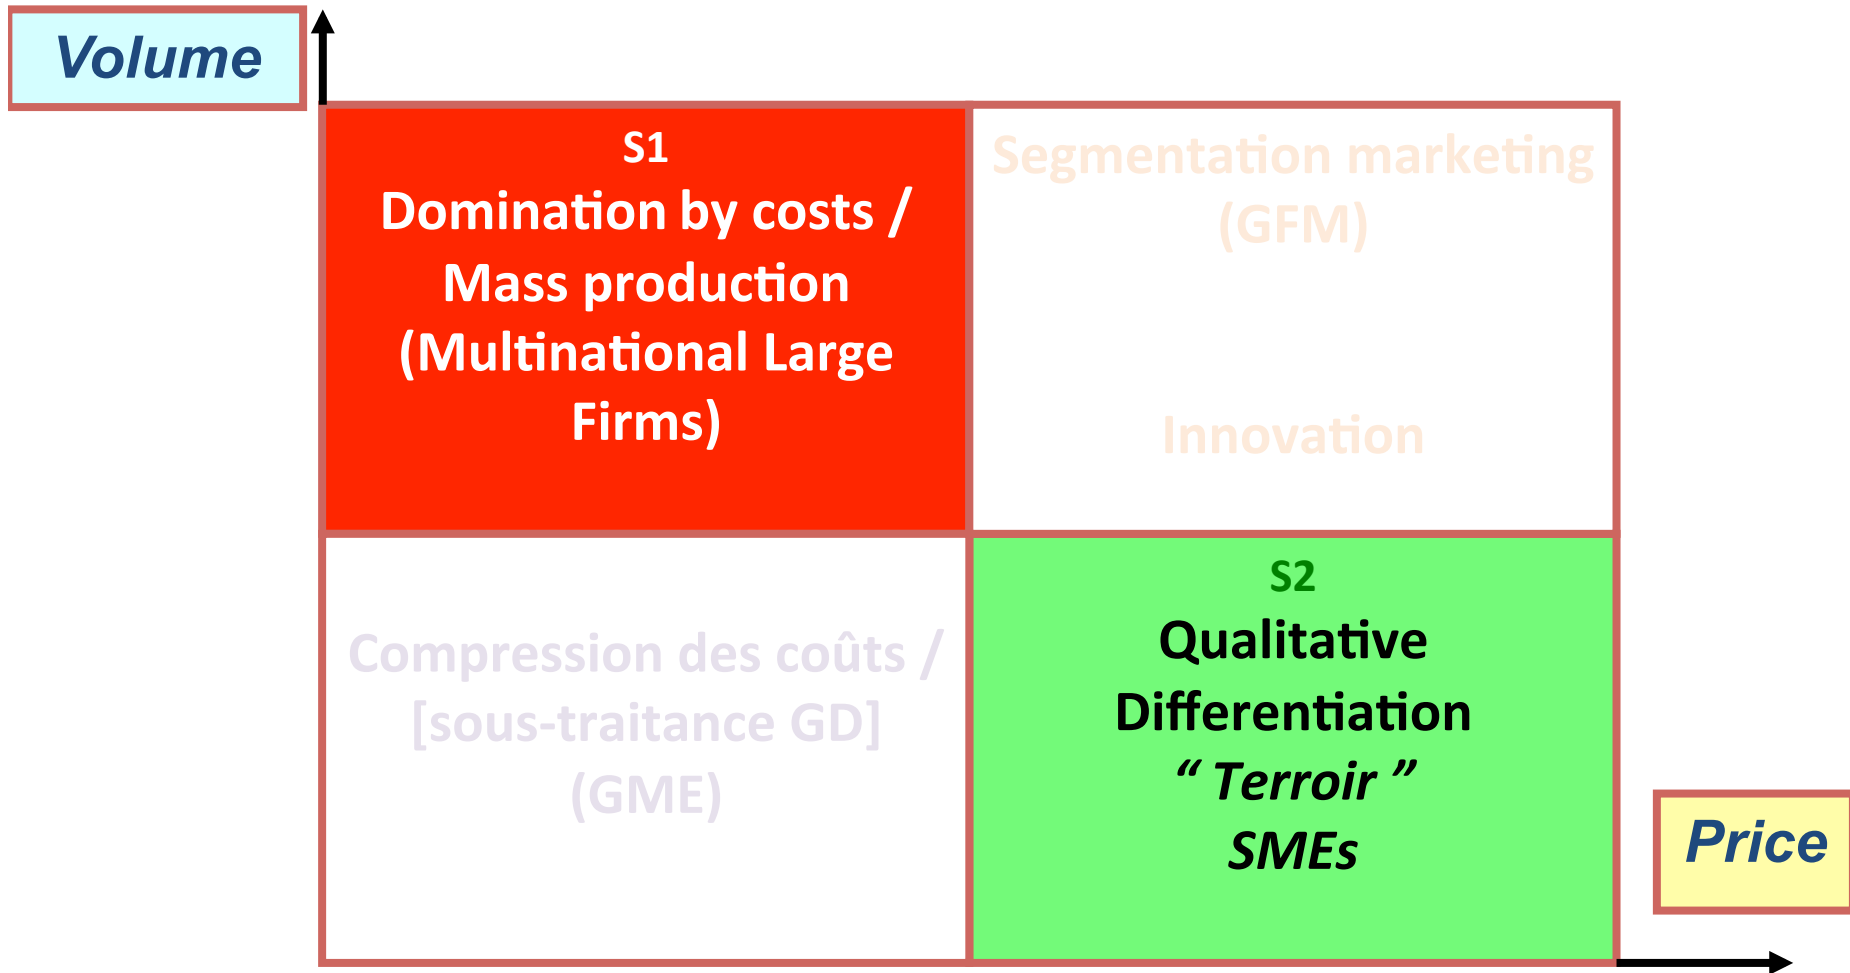 Volume
S1
Domination by costs /
Mass production
(Multinational Large
Firms)
Segmentation marketing
(GFM)
Innovation
Compression des coûts /
[sous-traitance GD]
(GME)
S2
Qualitative
Differentiation
“ Terroir ”
SMEs
Price